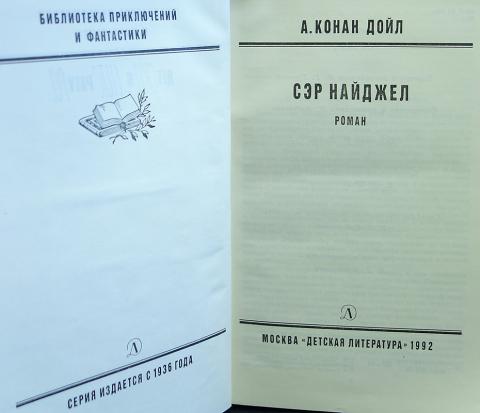 БИБЛИОТЕКА ПРИКЛЮЧЕНИЙ
И ФАНТАСТИКИ
Д
СЕРИЯ ИЗДАЕТСЯ С 1936 ГОДА
А. КОНАН ДОЙЛ
СЭР НАЙДЖЕЛ
РОМАН
Д
МОСКВА «ДЕТСКАЯ ЛИТЕРАТУРА» 1992